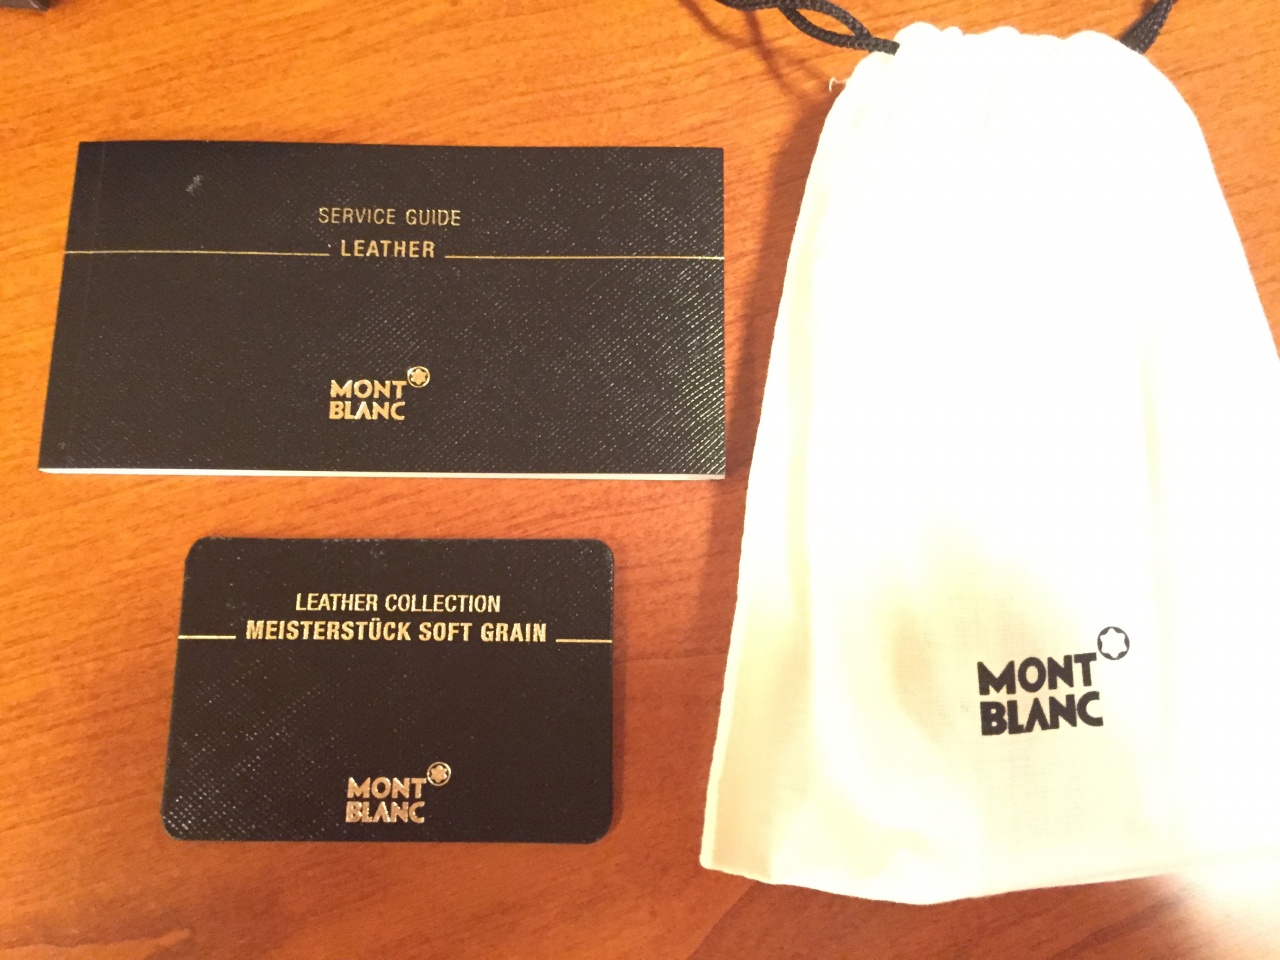 SERVICE GUIDE
LEATHER
MONT
BLANC
LEATHER COLLECTION
MEISTERSTÜCK SOFT GRAIN
MONT
BLANC
MONT
BLANC